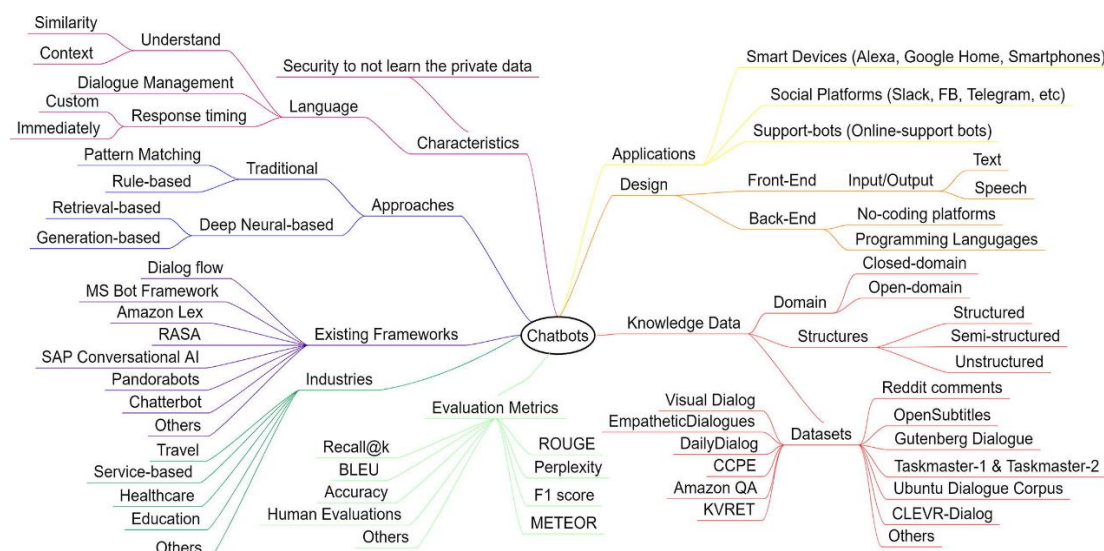 Similarity
Context
Understand
Dialogue Management
Custom
Immediately
Response timing
Language
Security to not learn the private data
Characteristics
Pattern Matching
Rule-based
Traditional
Retrieval-based
Generation-based
Deep Neural-based
Approaches
Dialog flow
MS Bot Framework
Amazon Lex
RASA
SAP Conversational AI
Pandorabots
Chatterbot
Others
Existing Frameworks
Industries
Travel
Service-based
Healthcare
Education
Others
Chatbots
Evaluation Metrics
Recall@k
BLEU
Accuracy
Human Evaluations
Others
ROUGE
Perplexity
F1 score
METEOR
Smart Devices (Alexa, Google Home, Smartphones)
Social Platforms (Slack, FB, Telegram, etc)
Support-bots (Online-support bots)
Applications
Design
Front-End
Input/Output
Text
Speech
Back-End
No-coding platforms
Programming Langugages
Knowledge Data
Domain
Closed-domain
Open-domain
Structures
Structured
Semi-structured
Unstructured
Datasets
Visual Dialog
EmpatheticDialogues
DailyDialog
CCPE
Amazon QA
KVRET
Reddit comments
OpenSubtitles
Gutenberg Dialogue
Taskmaster-1 & Taskmaster-2
Ubuntu Dialogue Corpus
CLEVR-Dialog
Others